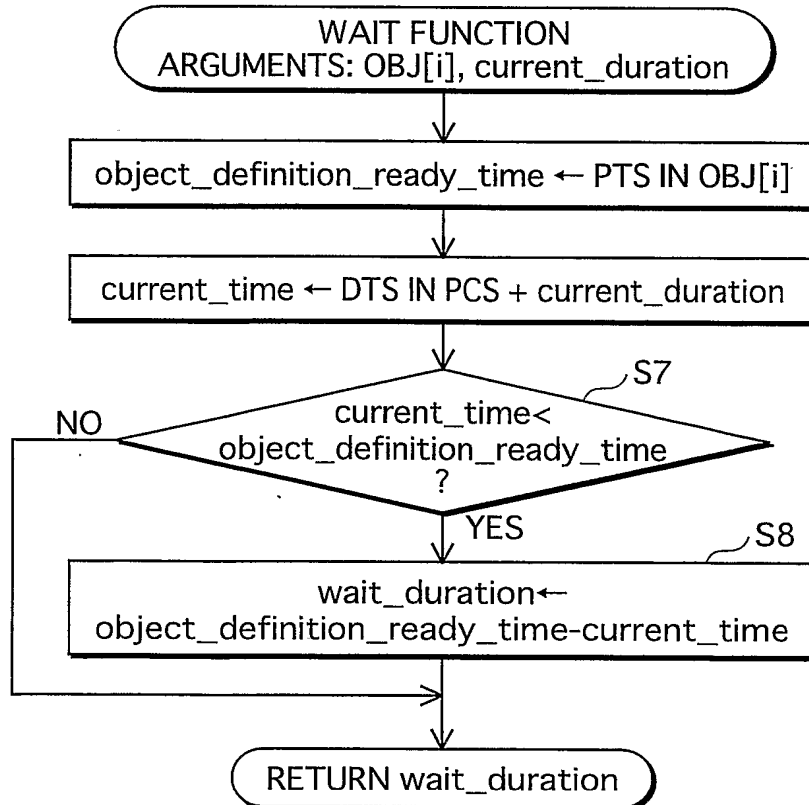 WAIT FUNCTION
ARGUMENTS: OBJ[i], current_duration
object_definition_ready_time ← PTS IN OBJ[i]
current_time ← DTS IN PCS + current_duration
S7
current_time<
object_definition_ready_time
?
NO
YES
S8
wait_duration←
object_definition_ready_time-current_time
RETURN wait_duration